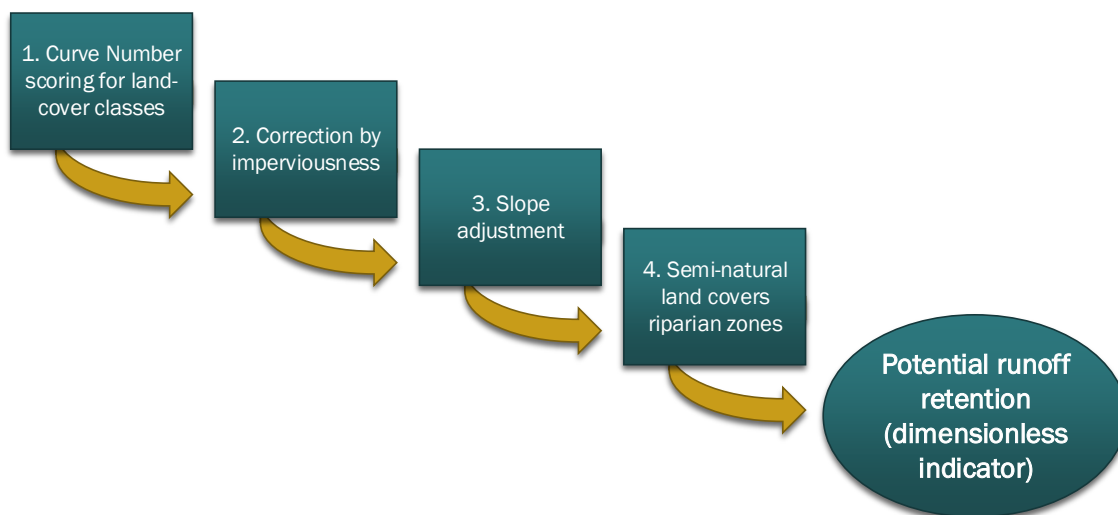 1. Curve Number
scoring for land-
cover classes
2. Correction by
imperviousness
3. Slope
adjustment
4. Semi-natural
land covers
riparian zones
Potential runoff
retention
(dimensionless
indicator)